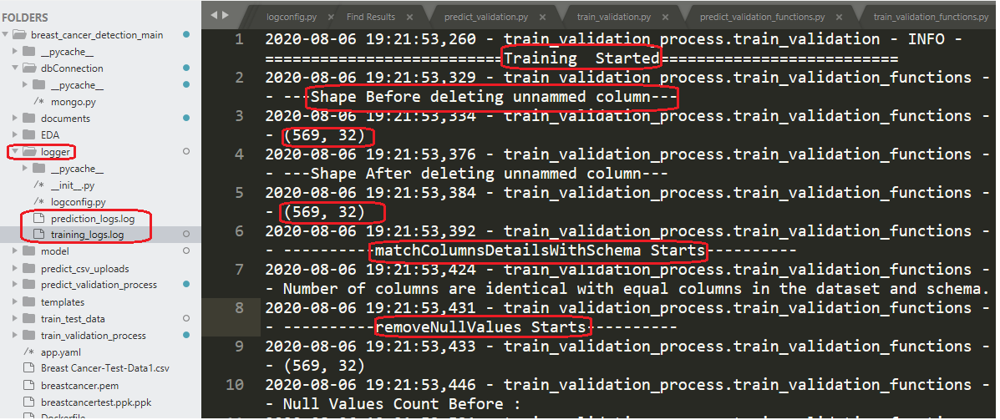 FOLDERS
breast_cancer_detection_main
__pycache__
dbConnection
__pycache__
/* mongo.py
documents
EDA
logger
__pycache__
/* __init__.py
/* logconfig.py
prediction_logs.log
training_logs.log
model
predict_csv_uploads
predict_validation_process
templates
train_test_data
train_validation_process
/* app.yaml
Breast Cancer-Test-Data1.csv
breastcancer.pem
breastcancertest.ppk.ppk
Dockerfile
logconfig.py × Find Results × predict_validation.py × train_validation.py × predict_validation_functions.py × train_validation_functions.py
1 2020-08-06 19:21:53,260 - train_validation_process.train_validation - INFO -
==========================Training  Started==========================
2 2020-08-06 19:21:53,329 - train_validation_process.train_validation_functions -
- ---Shape Before deleting unnammed column---
3 2020-08-06 19:21:53,334 - train_validation_process.train_validation_functions -
- (569, 32)
4 2020-08-06 19:21:53,376 - train_validation_process.train_validation_functions -
- ---Shape After deleting unnammed column---
5 2020-08-06 19:21:53,384 - train_validation_process.train_validation_functions -
- (569, 32)
6 2020-08-06 19:21:53,392 - train_validation_process.train_validation_functions -
- ----------matchColumnsDetailsWithSchema Starts----------
7 2020-08-06 19:21:53,424 - train_validation_process.train_validation_functions -
- Number of columns are identical with equal columns in the dataset and schema.
8 2020-08-06 19:21:53,431 - train_validation_process.train_validation_functions -
- ----------removeNullValues Starts----------
9 2020-08-06 19:21:53,433 - train_validation_process.train_validation_functions -
- (569, 32)
10 2020-08-06 19:21:53,446 - train_validation_process.train_validation_functions -
- Null Values Count Before :